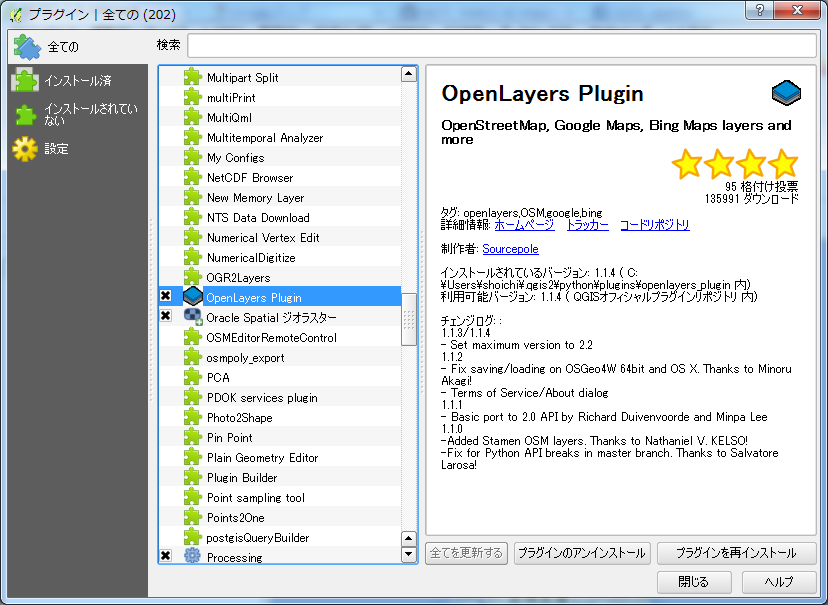 プラグイン | 全ての (202)
全ての
インストール済
インストールされてい
ない
設定
検索
Multipart Split
multiPrint
MultiQml
Multitemporal Analyzer
My Configs
NetCDF Browser
New Memory Layer
NTS Data Download
Numerical Vertex Edit
NumericalDigitize
OGR2Layers
OpenLayers Plugin
Oracle Spatial ジオラスター
OSMEditorRemoteControl
osmpoly_export
PCA
PDOK services plugin
Photo2Shape
Pin Point
Plain Geometry Editor
Plugin Builder
Point sampling tool
Points2One
postgisQueryBuilder
Processing
OpenLayers Plugin
OpenStreetMap, Google Maps, Bing Maps layers and
more
95 格付け投票
135991 ダウンロード
タグ: openlayers,OSM,google,bing
詳細情報: ホームページ トラッカー コードリポジトリ
制作者: Sourcepole
インストールされているバージョン: 1.1.4 ( C:
¥Users¥shoichi¥.qgis2¥python¥plugins¥openlayers_plugin 内)
利用可能バージョン: 1.1.4 ( QGISオフィシャルプラグインリポジトリ 内)
チェンジログ: :
1.1.3/1.1.4
- Set maximum version to 2.2
1.1.2
- Fix saving/loading on OSGeo4W 64bit and OS X. Thanks to Minoru
Akagi!
- Terms of Service/About dialog
1.1.1
- Basic port to 2.0 API by Richard Duivenvoorde and Minpa Lee
1.1.0
-Added Stamen OSM layers. Thanks to Nathaniel V. KELSO!
-Fix for Python API breaks in master branch. Thanks to Salvatore
Larosa!
全てを更新する
プラグインのアンインストール
プラグインを再インストール
閉じる
ヘルプ